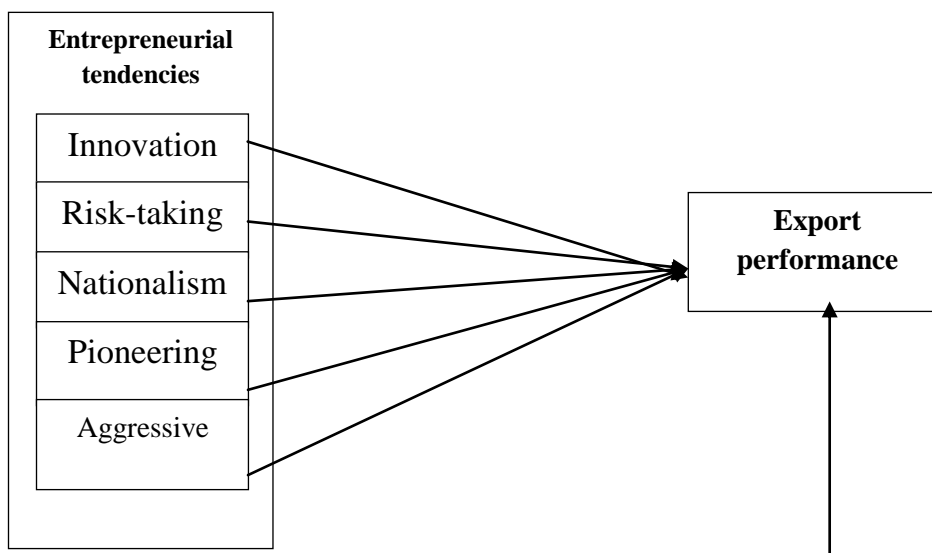 Entrepreneurial
tendencies
Innovation
Risk-taking
Nationalism
Pioneering
Aggressive
Export
performance